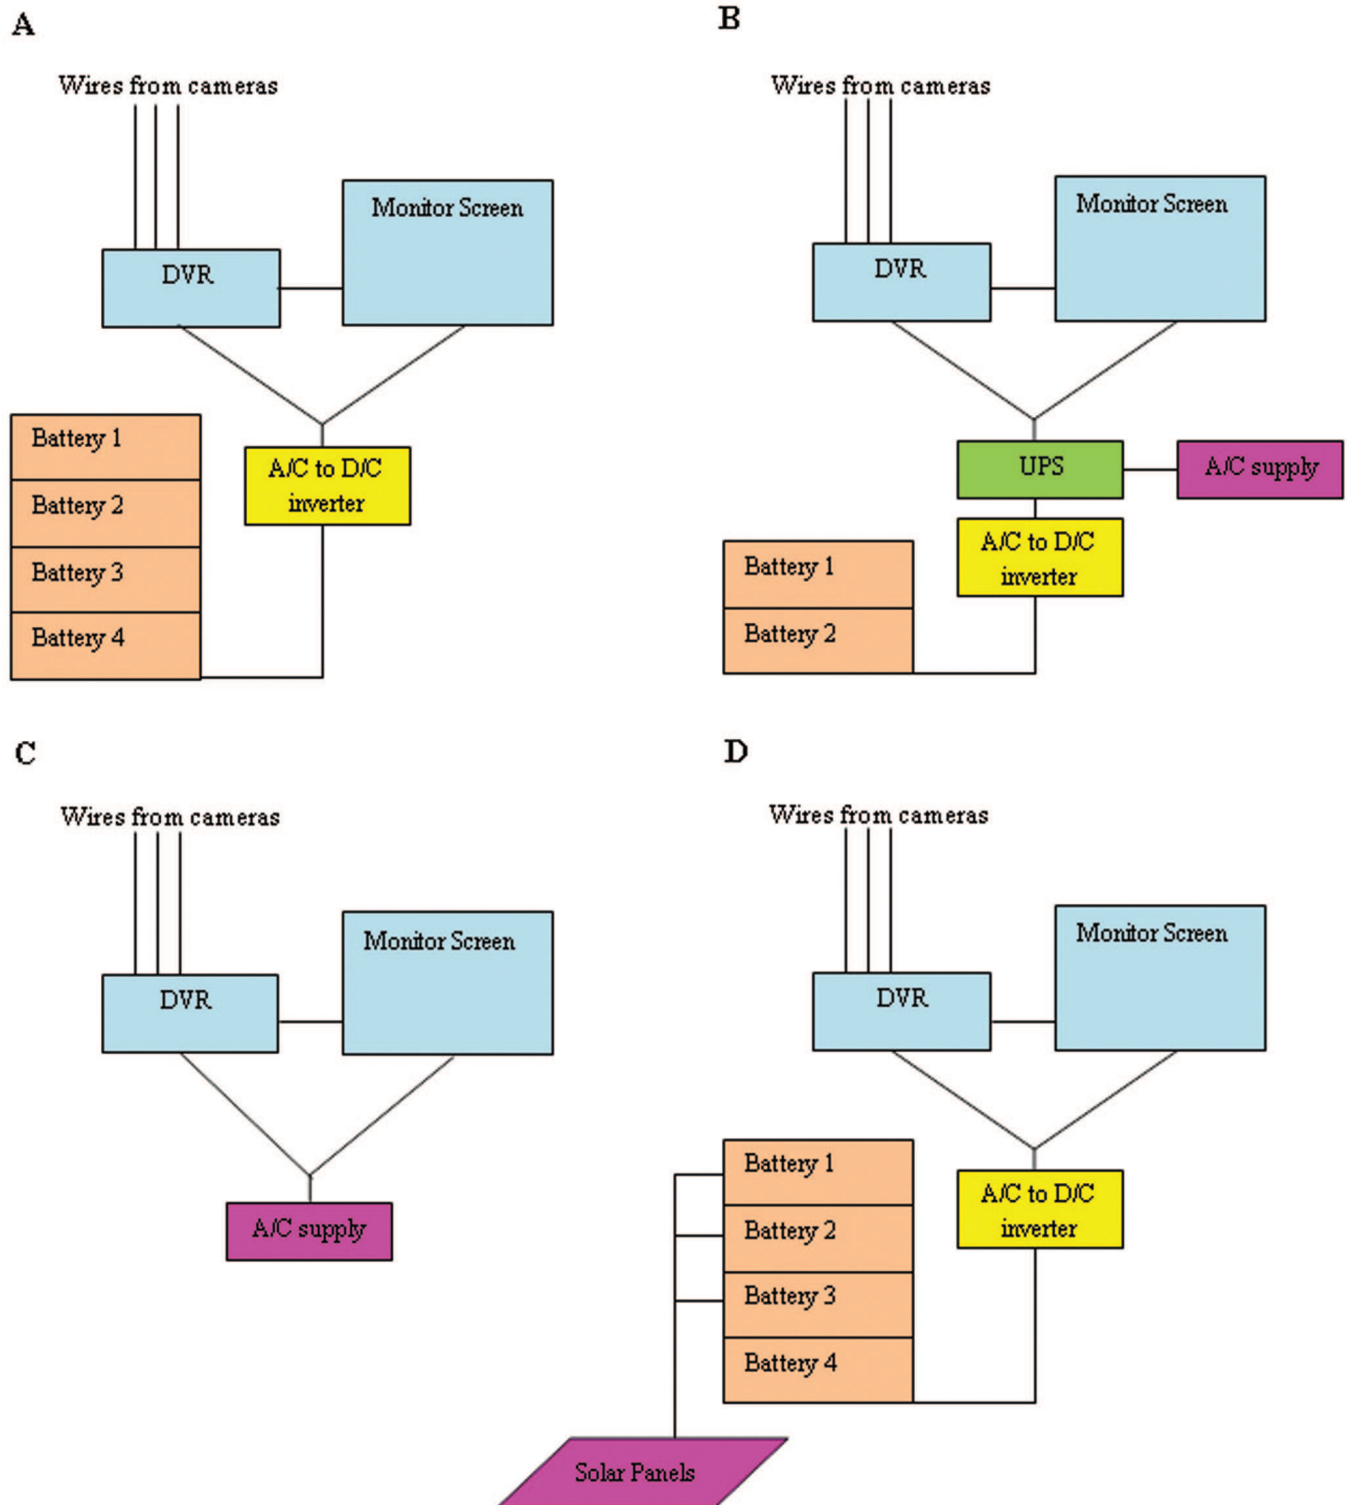 A
Wires from cameras
Monitor Screen
DVR
Battery 1
Battery 2
Battery 3
Battery 4
A/C to D/C
inverter
B
Wires from cameras
Monitor Screen
DVR
UPS
A/C supply
A/C to D/C
inverter
Battery 1
Battery 2
C
Wires from cameras
Monitor Screen
DVR
A/C supply
D
Wires from cameras
Monitor Screen
DVR
Battery 1
Battery 2
Battery 3
Battery 4
A/C to D/C
inverter
Solar Panels